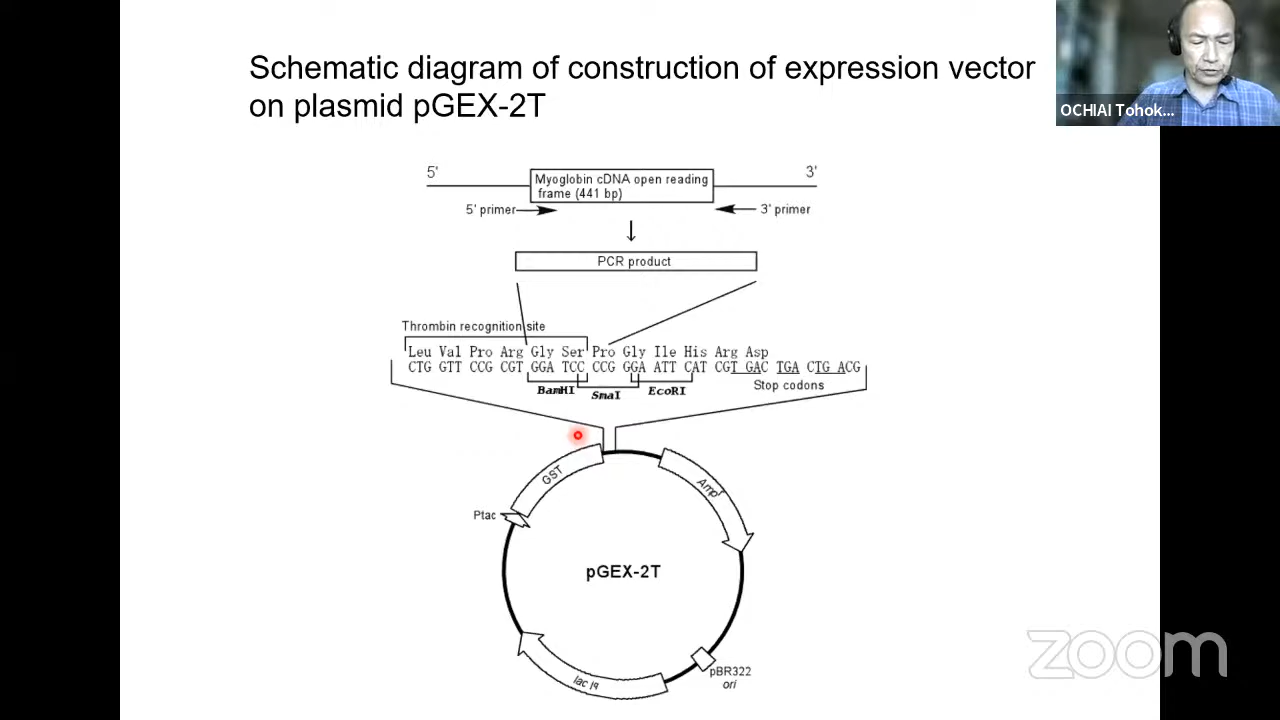 Schematic diagram of construction of expression vector
on plasmid pGEX-2T
OCHIAI Tohok...
5'
3'
Myoglobin cDNA open reading
frame (441 bp)
5' primer
3' primer
PCR product
Thrombin recognition site
Leu Val Pro Arg Gly Ser Pro Gly Ile His Arg Asp
CTG GTT CCG CGT GGA TCC CCG GGA ATT CAT CGT GAC TGA CTG ACG
BamHI
SmaI
EcoRI
Stop codons
GST
Ampr
Ptac
pGEX-2T
pBR322
ori
lac Iq
zoom